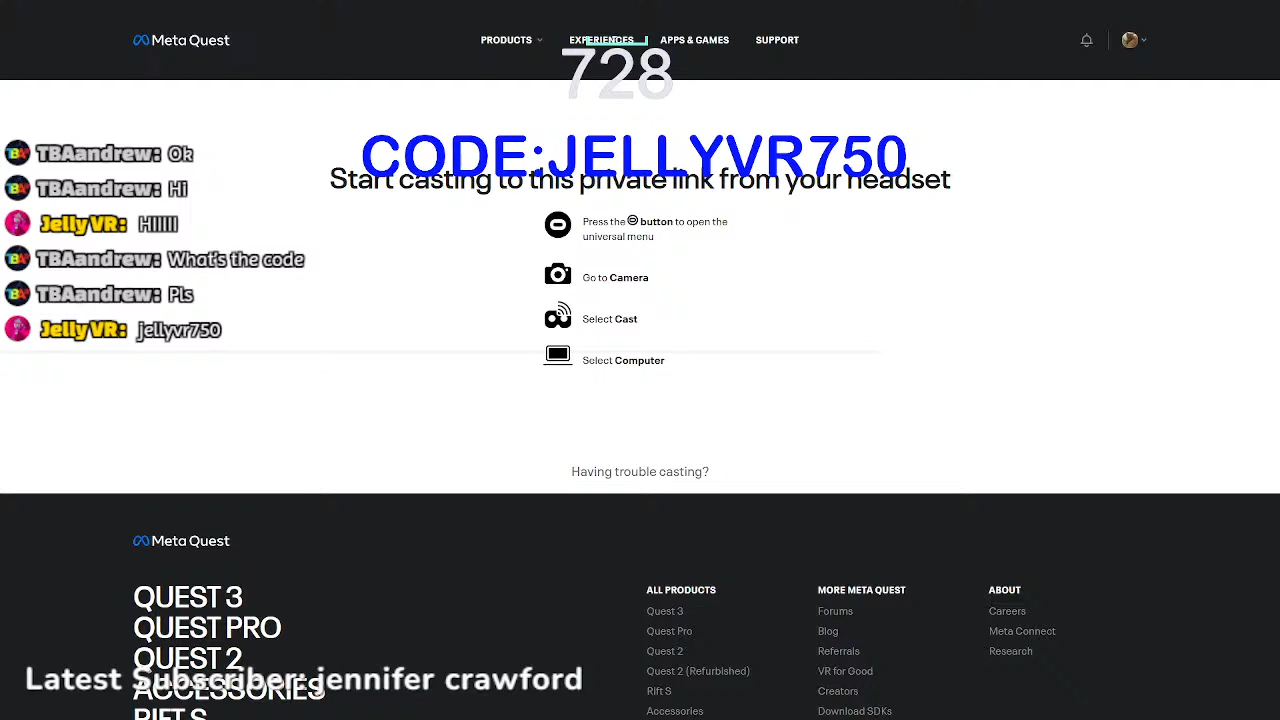 Meta Quest
PRODUCTS
EXPERIENCES
APPS & GAMES
SUPPORT
728
CODE:JELLYVR750
Start casting to this private link from your headset
TBAandrew: Ok
TBAandrew: Hi
JellyVR: HIIIII
TBAandrew: What's the code
TBAandrew: Pls
JellyVR: jellyvr750
Press the button to open the
universal menu
Go to Camera
Select Cast
Select Computer
Having trouble casting?
Meta Quest
QUEST 3
QUEST PRO
QUEST 2
ACCESSORIES
RIFT S
Latest Subscriber: jennifer crawford
ALL PRODUCTS
Quest 3
Quest Pro
Quest 2
Quest 2 (Refurbished)
Rift S
Accessories
MORE META QUEST
Forums
Blog
Referrals
VR for Good
Creators
Download SDKs
ABOUT
Careers
Meta Connect
Research